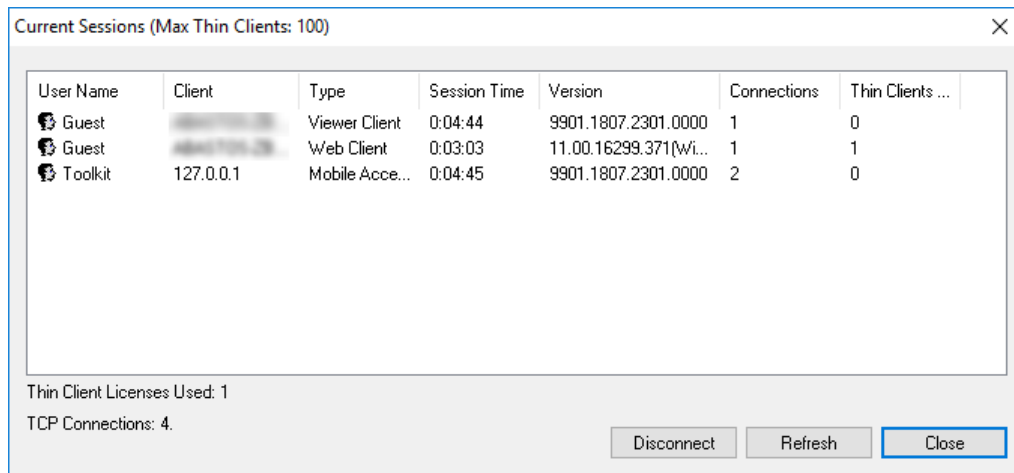 Current Sessions (Max Thin Clients: 100)
User Name Client Type Session Time Version Connections Thin Clients ...
Guest Viewer Client 0:04:44 9901.1807.2301.0000 1 0
Guest Web Client 0:03:03 11.00.16299.371(Wi... 1 1
Toolkit 127.0.0.1 Mobile Acce... 0:04:45 9901.1807.2301.0000 2 0
Thin Client Licenses Used: 1
TCP Connections: 4.
Disconnect Refresh Close